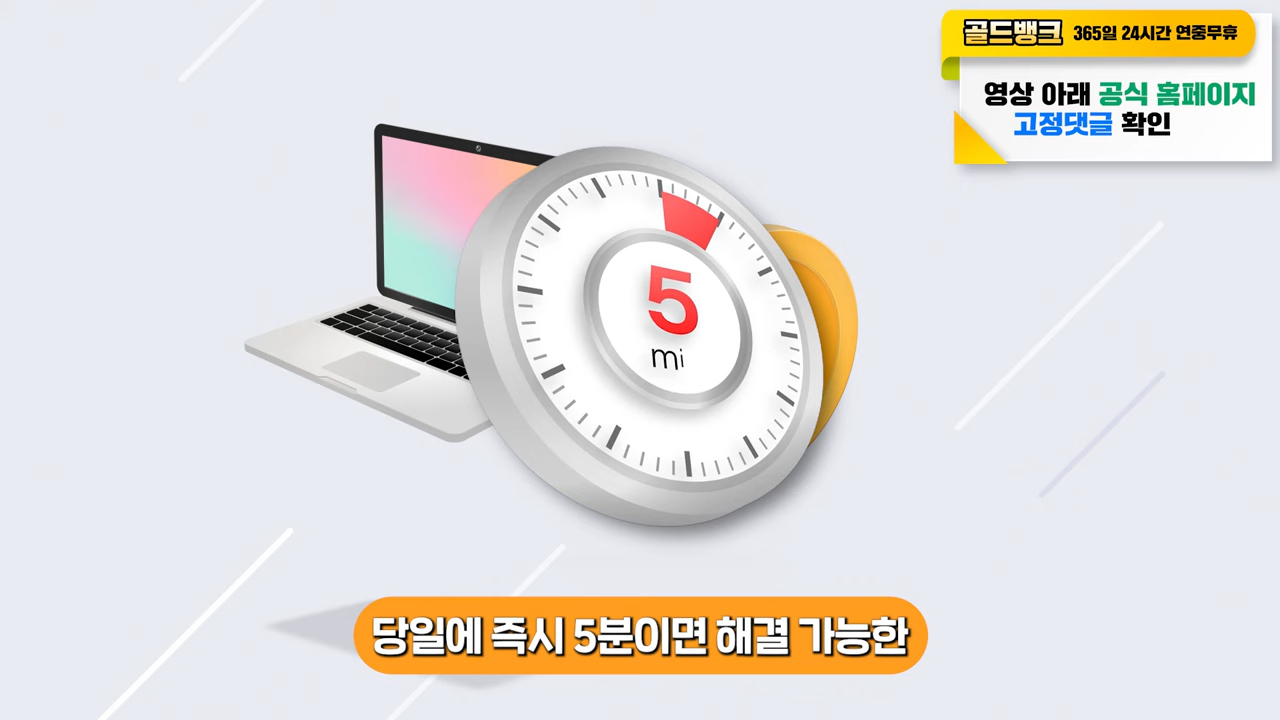 골드뱅크 365일 24시간 연중무휴
영상 아래 공식 홈페이지
고정댓글 확인
5
mi
당일에 즉시 5분이면 해결 가능한